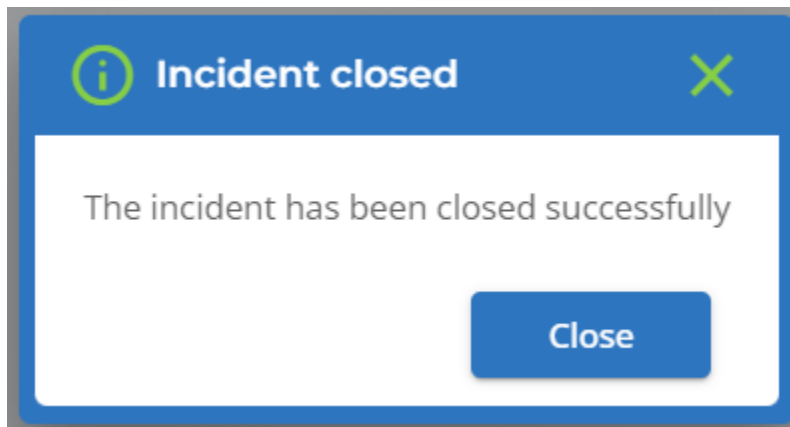 Incident closed
The incident has been closed successfully
Close